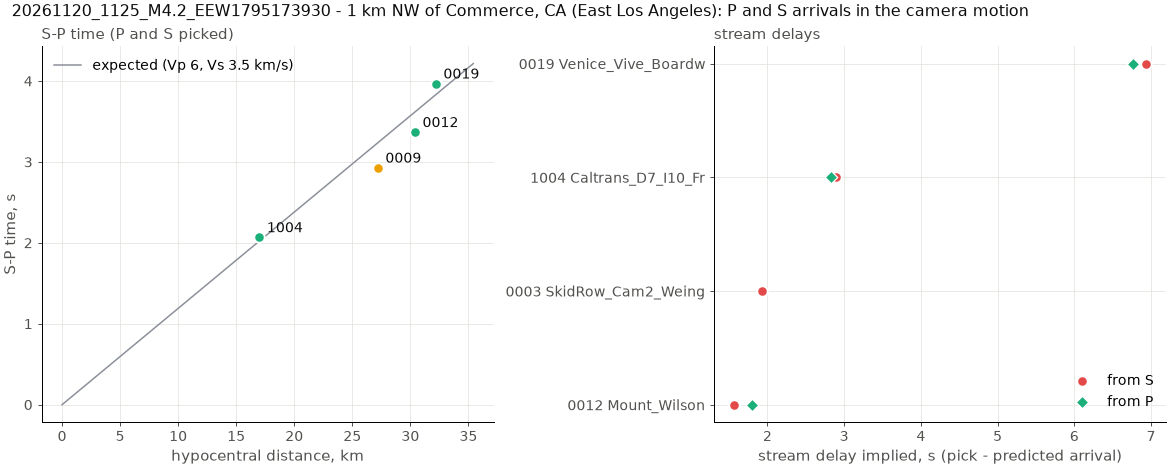 20261120_1125_M4.2_EEW1795173930 - 1 km NW of Commerce, CA (East Los Angeles): P and S arrivals in the camera motion
S-P time (P and S picked)
expected (Vp 6, Vs 3.5 km/s)
0019
0012
0009
1004
S-P time, s
4
3
2
1
0
0 5 10 15 20 25 30 35
hypocentral distance, km
stream delays
0019 Venice_Vive_Boardw
1004 Caltrans_D7_I10_Fr
0003 SkidRow_Cam2_Weing
0012 Mount_Wilson
from S
from P
2 3 4 5 6 7
stream delay implied, s (pick - predicted arrival)